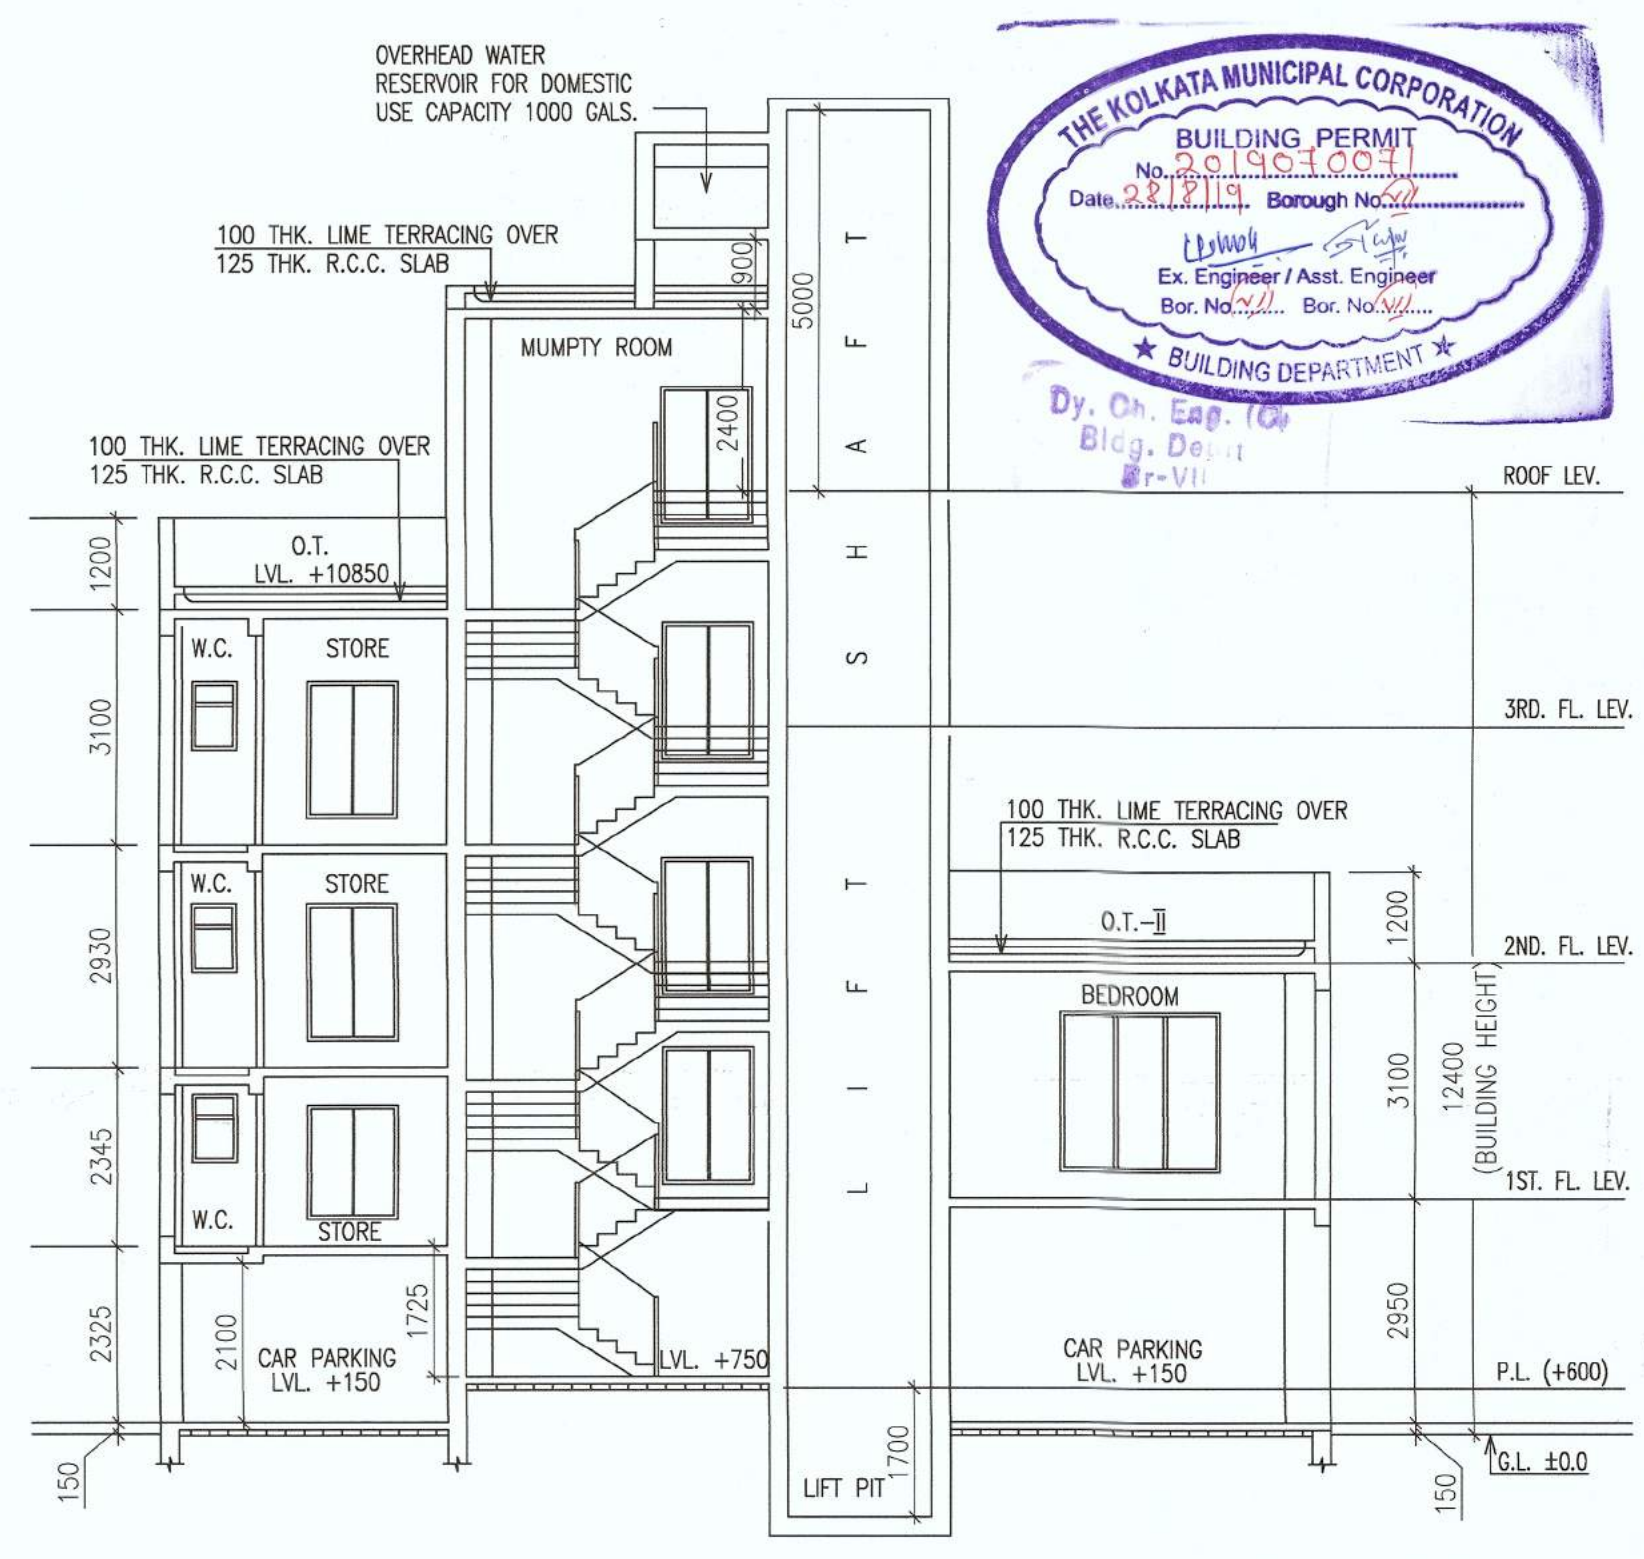 OVERHEAD WATER
RESERVOIR FOR DOMESTIC
USE CAPACITY 1000 GALS.
THE KOLKATA MUNICIPAL CORPORATION
BUILDING PERMIT
No. 2019070071
Date. 28/8/19 Borough No. VII
Ex. Engineer / Asst. Engineer
Bor. No. VII Bor. No. VII
★ BUILDING DEPARTMENT ★
Dy. Ch. Eng. (C)
Bldg. De
Br-VII
100 THK. LIME TERRACING OVER
125 THK. R.C.C. SLAB
900
5000
MUMPTY ROOM
2400
100 THK. LIME TERRACING OVER
125 THK. R.C.C. SLAB
ROOF LEV.
1200
O.T.
LVL. +10850
W.C.
STORE
3100
3RD. FL. LEV.
LIFT SHAFT
100 THK. LIME TERRACING OVER
125 THK. R.C.C. SLAB
W.C.
STORE
2930
1200
O.T.-II
2ND. FL. LEV.
BEDROOM
3100
12400
(BUILDING HEIGHT)
2345
W.C.
STORE
1ST. FL. LEV.
2325
2100
1725
CAR PARKING
LVL. +150
LVL. +750
CAR PARKING
LVL. +150
2950
P.L. (+600)
150
LIFT PIT
1700
G.L. ±0.0
150